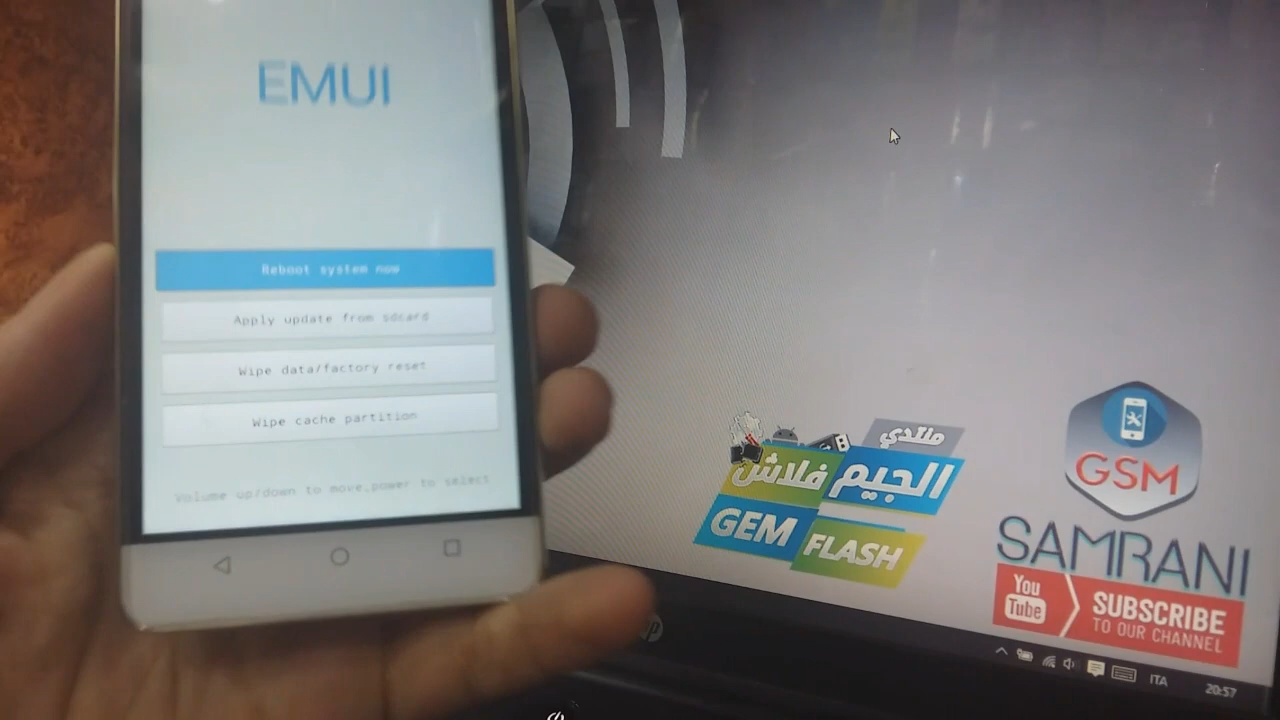 EMUI
Reboot system now
Apply update from sdcard
Wipe data/factory reset
Wipe cache partition
Volume up/down to move,power to select
hp
منتدي
الجيم فلاش
GEM FLASH
GSM
SAMRANI
You Tube
SUBSCRIBE
TO OUR CHANNEL
ITA
20:57